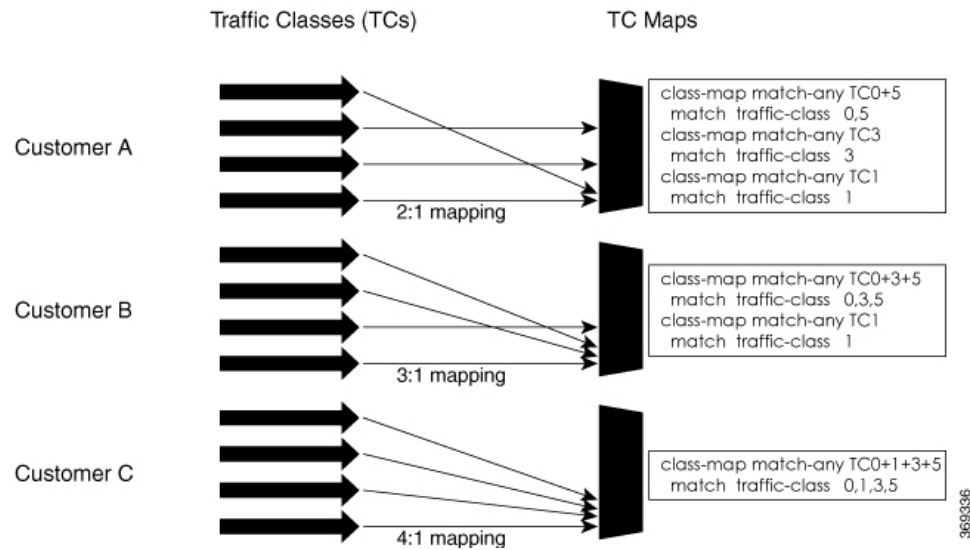 Traffic Classes (TCs)
TC Maps
Customer A
2:1 mapping
class-map match-any TC0+5
match traffic-class 0,5
class-map match-any TC3
match traffic-class 3
class-map match-any TC1
match traffic-class 1
Customer B
3:1 mapping
class-map match-any TC0+3+5
match traffic-class 0,3,5
class-map match-any TC1
match traffic-class 1
Customer C
4:1 mapping
class-map match-any TC0+1+3+5
match traffic-class 0,1,3,5
369336